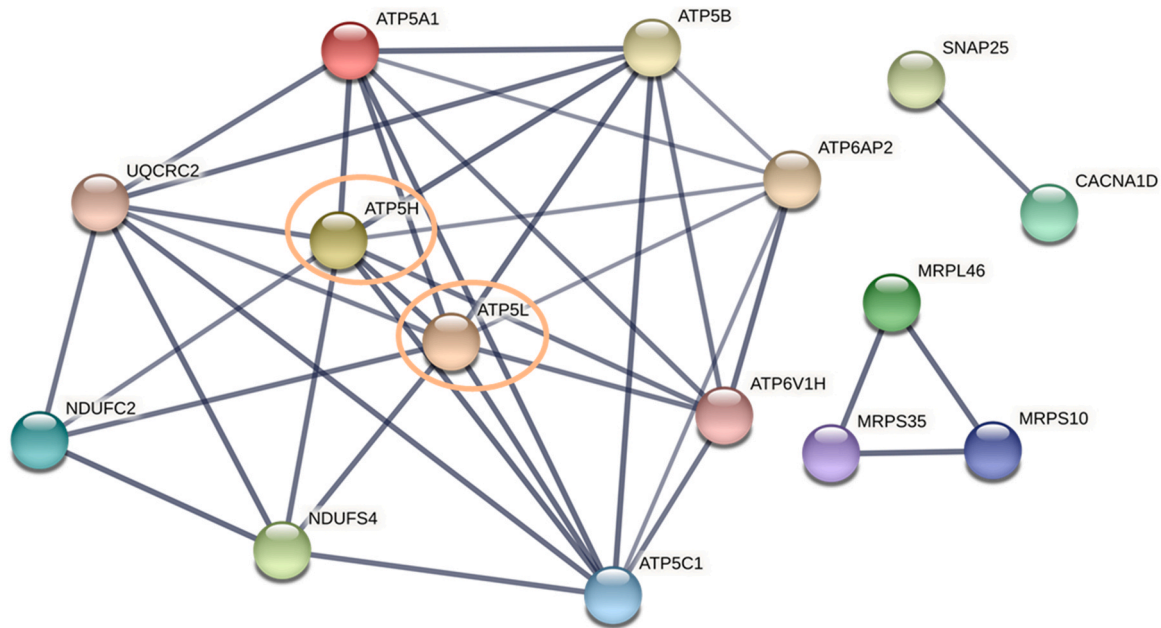 ATP5A1
ATP5B
SNAP25
ATP6AP2
UQCRC2
CACNA1D
ATP5H
MRPL46
ATP5L
ATP6V1H
NDUFC2
MRPS35
MRPS10
NDUFS4
ATP5C1